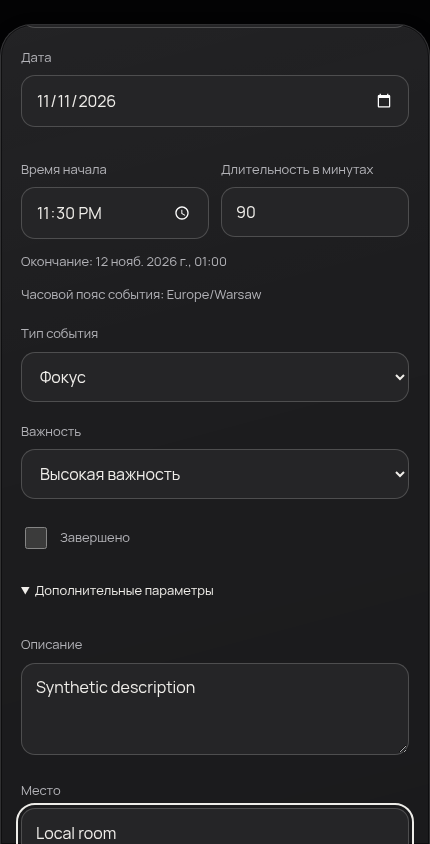 Дата
11/11/2026
Время начала
Длительность в минутах
11:30 PM
90
Окончание: 12 нояб. 2026 г., 01:00
Часовой пояс события: Europe/Warsaw
Тип события
Фокус
Важность
Высокая важность
Завершено
Дополнительные параметры
Описание
Synthetic description
Место
Local room